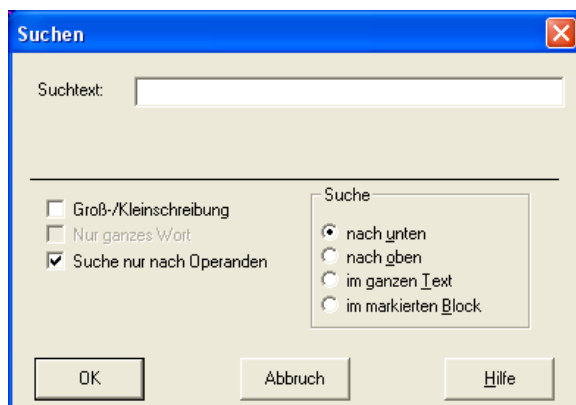 Suchen
Suchtext:
Groß-/Kleinschreibung
Nur ganzes Wort
Suche nur nach Operanden
Suche
nach unten
nach oben
im ganzen Text
im markierten Block
OK
Abbruch
Hilfe